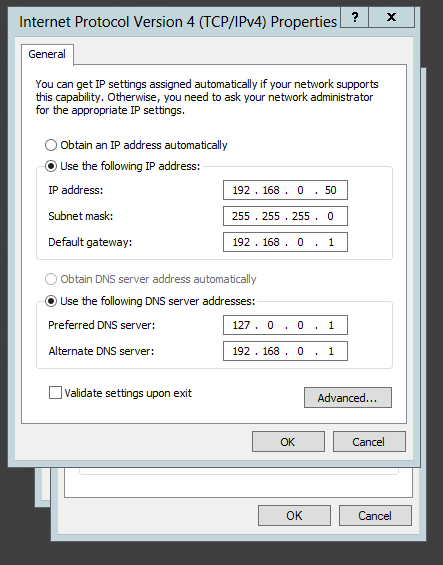 Internet Protocol Version 4 (TCP/IPv4) Properties ? X
General
You can get IP settings assigned automatically if your network supports
this capability. Otherwise, you need to ask your network administrator
for the appropriate IP settings.
Obtain an IP address automatically
Use the following IP address:
IP address: 192 . 168 . 0 . 50
Subnet mask: 255 . 255 . 255 . 0
Default gateway: 192 . 168 . 0 . 1
Obtain DNS server address automatically
Use the following DNS server addresses:
Preferred DNS server: 127 . 0 . 0 . 1
Alternate DNS server: 192 . 168 . 0 . 1
Validate settings upon exit
Advanced...
OK Cancel
OK Cancel